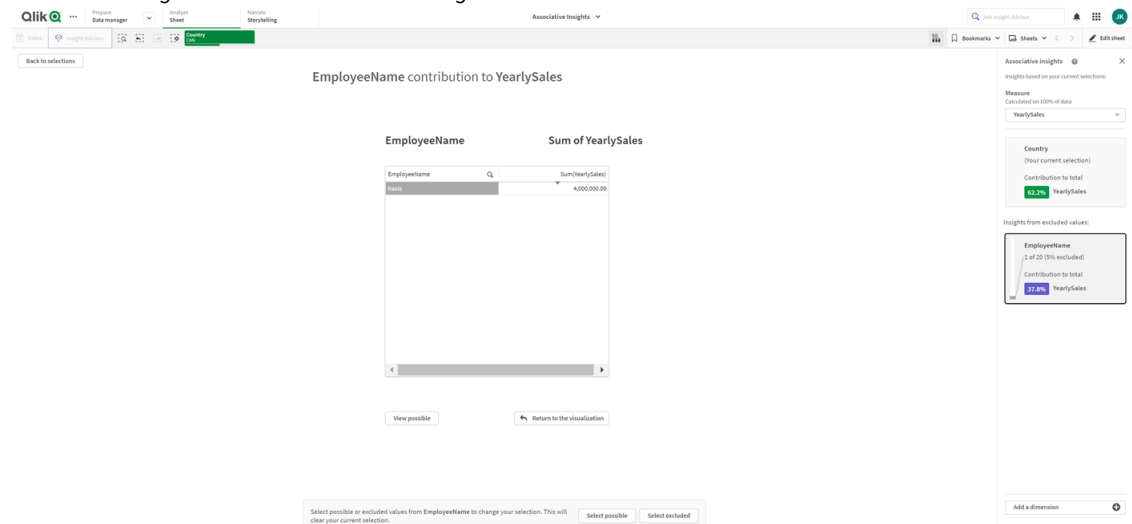 Qlik
Prepare
Data manager
Analyze
Sheet
Narrate
Storytelling
Associative Insights
Ask Insight Advisor
JK
Notes
Insight Advisor
Country
CAN
Bookmarks
Sheets
Edit sheet
Back to selections
EmployeeName contribution to YearlySales
EmployeeName
Sum of YearlySales
EmployeeName
Sum(YearlySales)
Kasie
4,000,000.00
View possible
Return to the visualization
Select possible or excluded values from EmployeeName to change your selection. This will
clear your current selection.
Select possible
Select excluded
Associative insights
Insights based on your current selections:
Measure
Calculated on 100% of data
YearlySales
Country
(Your current selection)
Contribution to total
62.2% YearlySales
Insights from excluded values:
EmployeeName
1 of 20 (5% excluded)
Contribution to total
37.8% YearlySales
Add a dimension